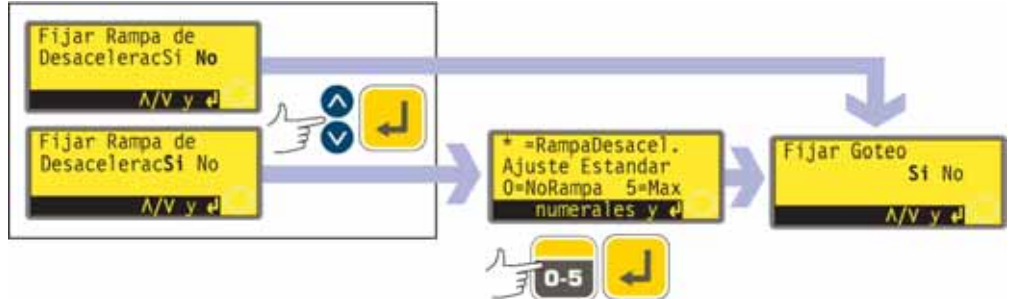 Fijar Rampa de
DesaceleracSi No
Λ/V y ↲
Fijar Rampa de
DesaceleracSi No
Λ/V y ↲
* =RampaDesacel.
Ajuste Estandar
0=NoRampa 5=Max
numerales y ↲
0-5
Fijar Goteo
Si No
Λ/V y ↲